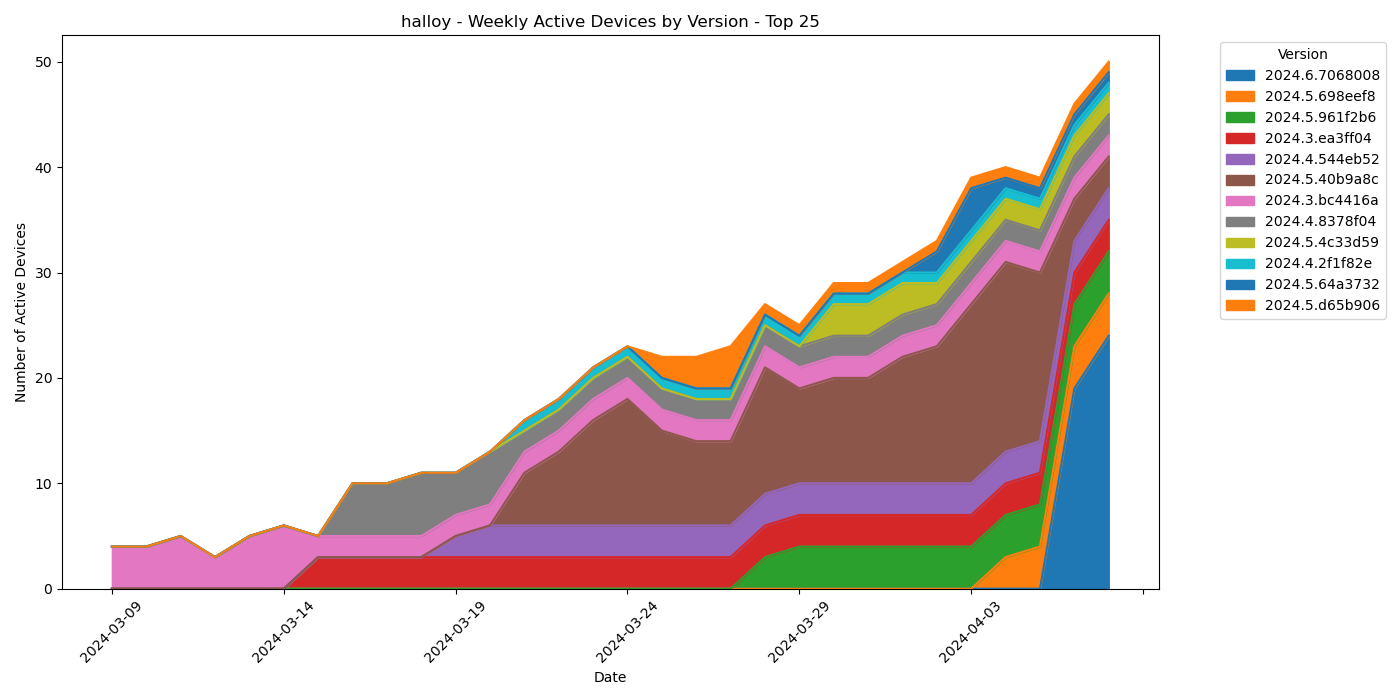 halloy - Weekly Active Devices by Version - Top 25
Number of Active Devices
50
40
30
20
10
0
2024-03-09
2024-03-14
2024-03-19
2024-03-24
2024-03-29
2024-04-03
Date
Version
2024.6.7068008
2024.5.698eef8
2024.5.961f2b6
2024.3.ea3ff04
2024.4.544eb52
2024.5.40b9a8c
2024.3.bc4416a
2024.4.8378f04
2024.5.4c33d59
2024.4.2f1f82e
2024.5.64a3732
2024.5.d65b906